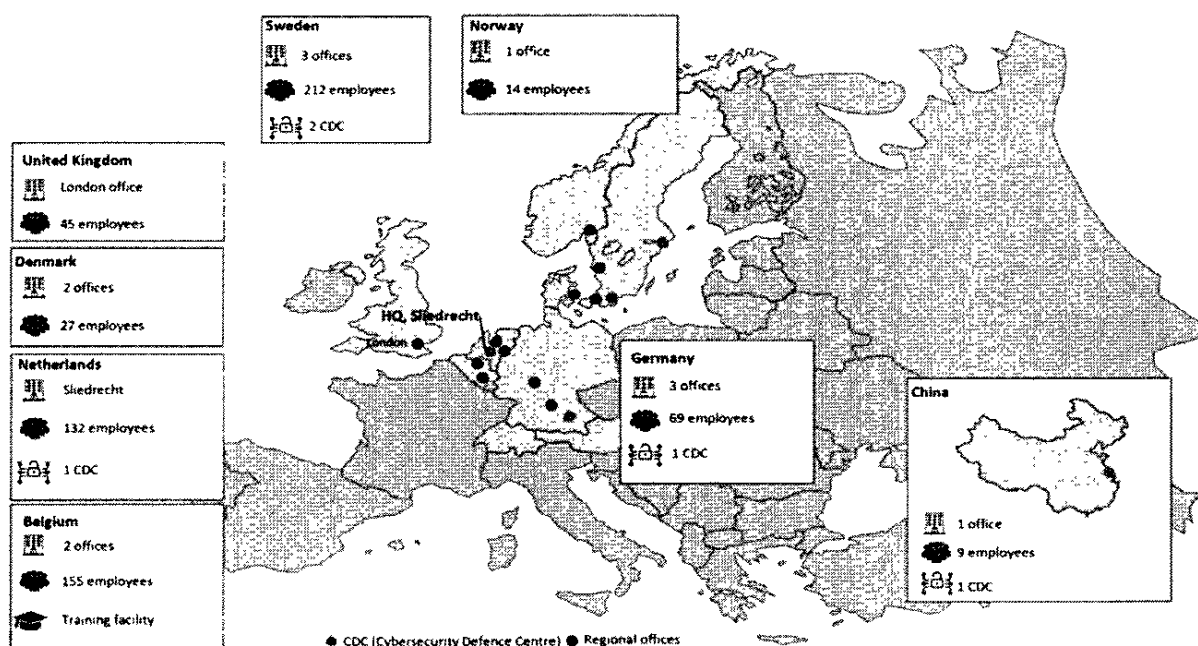 Sweden
3 offices
212 employees
2 CDC
Norway
1 office
14 employees
United Kingdom
London office
45 employees
Denmark
2 offices
27 employees
Netherlands
Sliedrecht
132 employees
1 CDC
Belgium
2 offices
155 employees
Training facility
HQ, Sliedrecht
London
Germany
3 offices
69 employees
1 CDC
China
1 office
9 employees
1 CDC
CDC (Cybersecurity Defence Centre) Regional offices